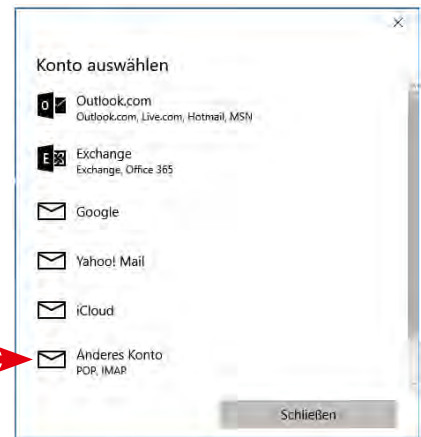 Konto auswählen
Outlook.com
Outlook.com, Live.com, Hotmail, MSN
Exchange
Exchange, Office 365
Google
Yahoo! Mail
iCloud
Anderes Konto
POP, IMAP
Schließen